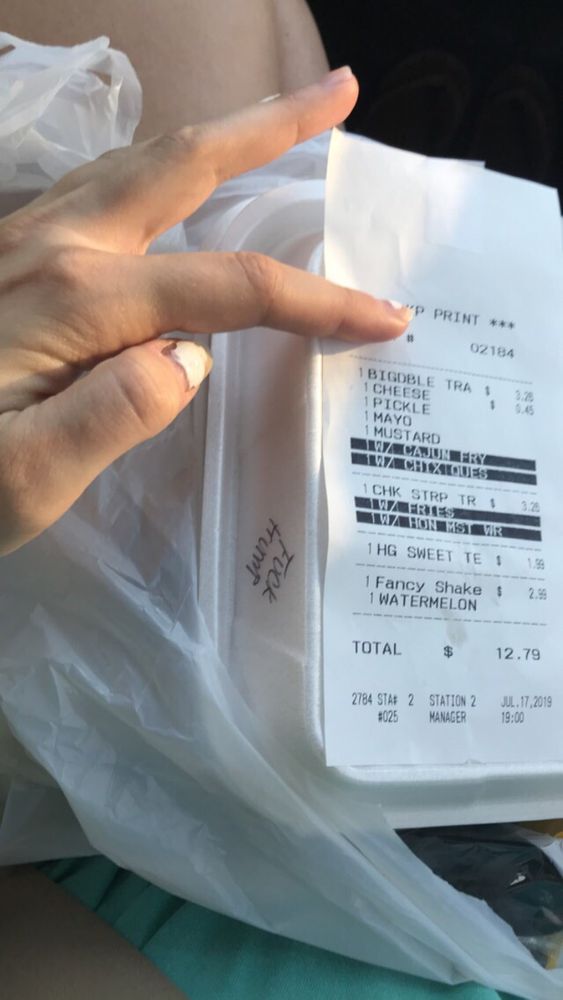 KP PRINT ***
# 02184
1 BIGDBLE TRA $ 3.28
1 CHEESE $ 0.45
1 PICKLE
1 MAYO
1 MUSTARD
1 W/ CAJUN FRY
1 W/ CHIX QUES
1 CHK STRP TR $ 3.28
1 W/ FRIES
1 W/ HON MST WR
1 HG SWEET TE $ 1.99
1 Fancy Shake $ 2.99
1 WATERMELON
TOTAL $ 12.79
2784 STA# 2 STATION 2 JUL.17,2019
#025 MANAGER 19:00
Fuck
trump